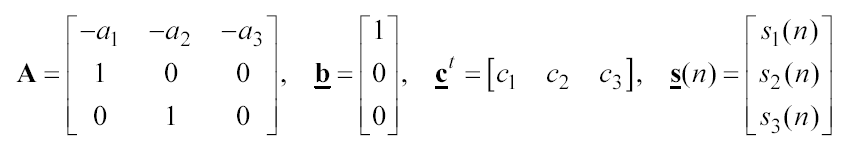 A = [ -a₁ -a₂ -a₃ ; 1 0 0 ; 0 1 0 ], b = [ 1 ; 0 ; 0 ], cᵗ = [ c₁ c₂ c₃ ], s(n) = [ s₁(n) ; s₂(n) ; s₃(n) ]